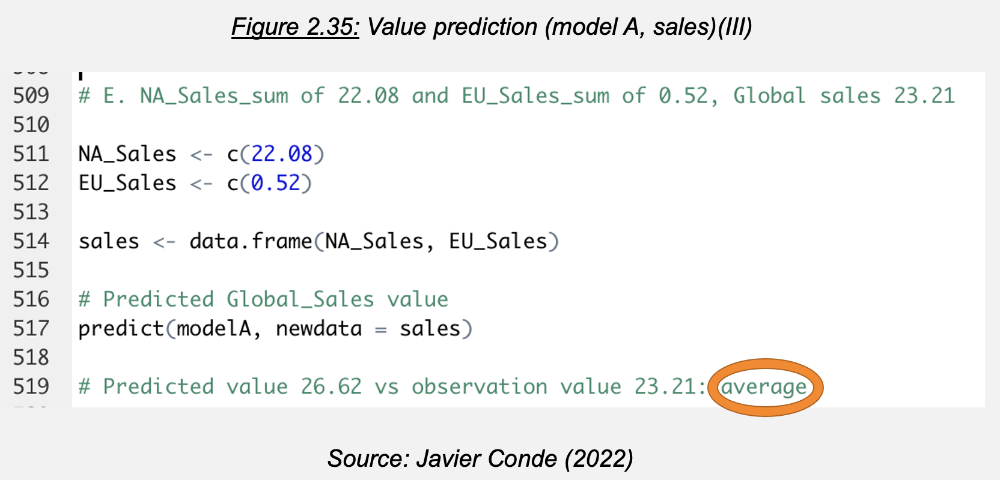 Figure 2.35: Value prediction (model A, sales)(III)
509 # E. NA_Sales_sum of 22.08 and EU_Sales_sum of 0.52, Global sales 23.21
510
511 NA_Sales <- c(22.08)
512 EU_Sales <- c(0.52)
513
514 sales <- data.frame(NA_Sales, EU_Sales)
515
516 # Predicted Global_Sales value
517 predict(modelA, newdata = sales)
518
519 # Predicted value 26.62 vs observation value 23.21: average
Source: Javier Conde (2022)